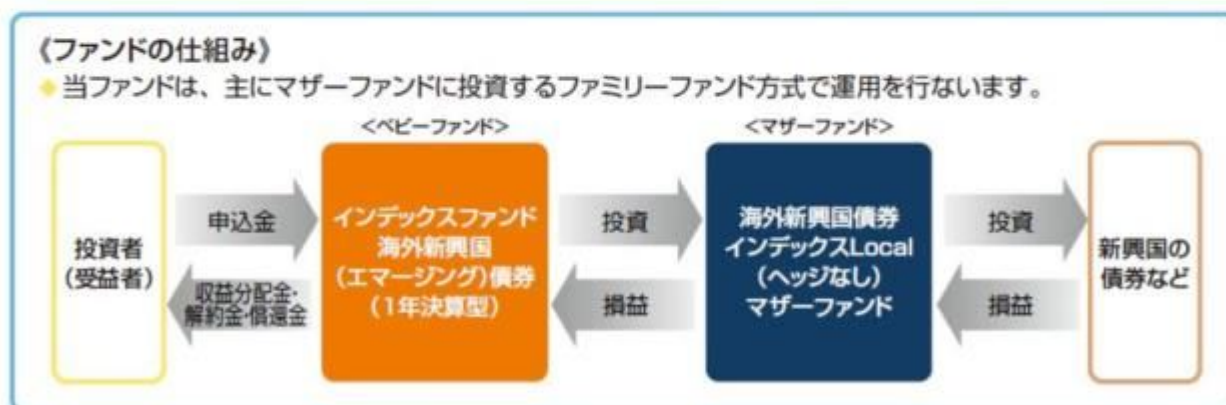 《ファンドの仕組み》
◆当ファンドは、主にマザーファンドに投資するファミリーファンド方式で運用を行ないます。
<ベビーファンド>
<マザーファンド>
投資者
(受益者)
申込金
収益分配金・
解約金・償還金
インデックスファンド
海外新興国
(エマージング)債券
(1年決算型)
投資
損益
海外新興国債券
インデックスLocal
(ヘッジなし)
マザーファンド
投資
損益
新興国の
債券など